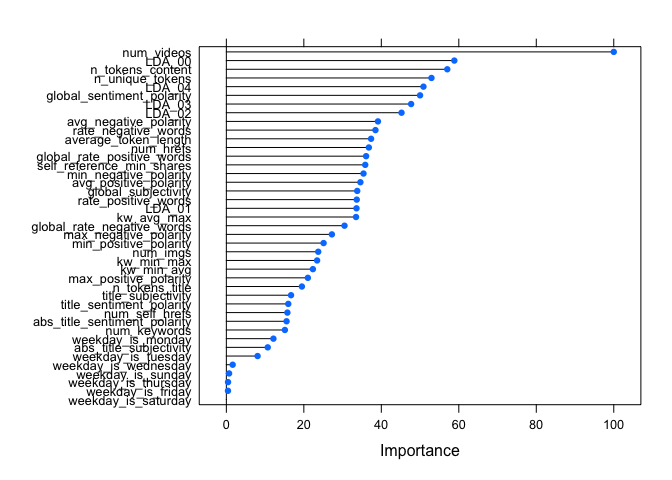 num_videos
LDA_00
n_tokens_content
n_unique_tokens
LDA_04
global_sentiment_polarity
LDA_03
LDA_02
avg_negative_polarity
rate_negative_words
average_token_length
num_hrefs
global_rate_positive_words
self_reference_min_shares
min_negative_polarity
avg_positive_polarity
global_subjectivity
rate_positive_words
LDA_01
kw_avg_max
global_rate_negative_words
max_negative_polarity
min_positive_polarity
num_imgs
kw_min_max
kw_min_avg
max_positive_polarity
n_tokens_title
title_subjectivity
title_sentiment_polarity
num_self_hrefs
abs_title_sentiment_polarity
num_keywords
weekday_is_monday
abs_title_subjectivity
weekday_is_tuesday
weekday_is_wednesday
weekday_is_sunday
weekday_is_thursday
weekday_is_friday
weekday_is_saturday
0 20 40 60 80 100
Importance